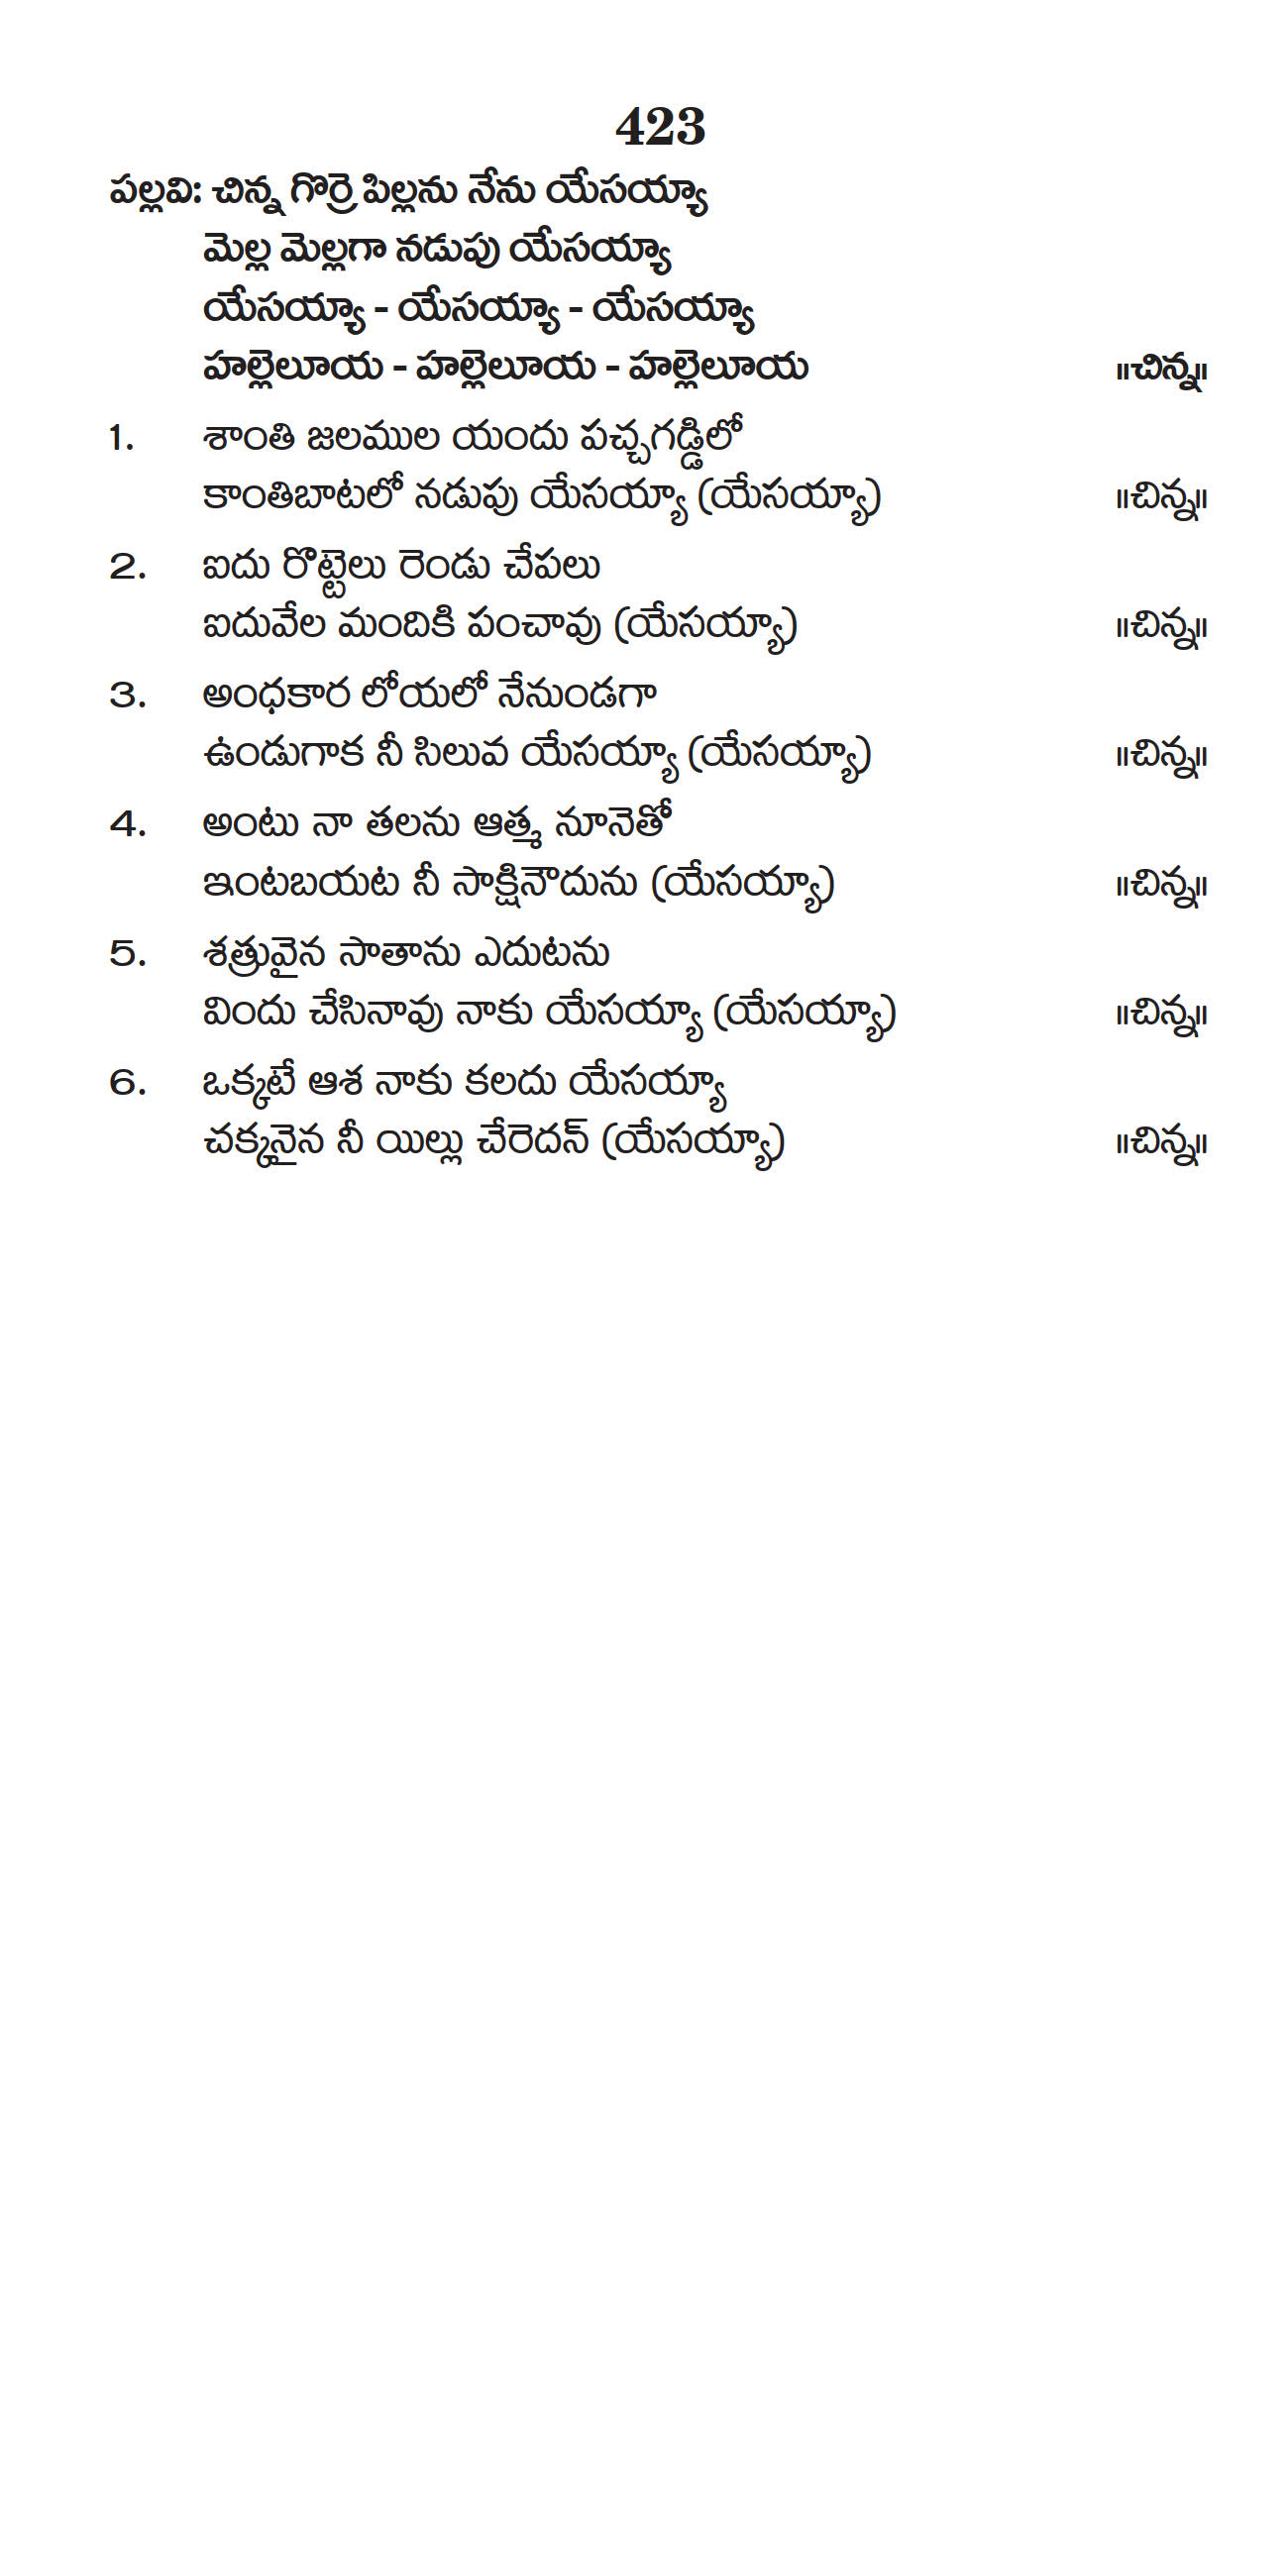 423
పల్లవి: చిన్న గొర్రె పిల్లను నేను యేసయ్యా
మెల్ల మెల్లగా నడుపు యేసయ్యా
యేసయ్యా - యేసయ్యా - యేసయ్యా
హల్లెలూయ - హల్లెలూయ - హల్లెలూయ ॥చిన్న॥
1. శాంతి జలముల యందు పచ్చగడ్డిలో
కాంతిబాటలో నడుపు యేసయ్యా (యేసయ్యా) ॥చిన్న॥
2. ఐదు రొట్టెలు రెండు చేపలు
ఐదువేల మందికి పంచావు (యేసయ్యా) ॥చిన్న॥
3. అంధకార లోయలో నేనుండగా
ఉండుగాక నీ సిలువ యేసయ్యా (యేసయ్యా) ॥చిన్న॥
4. అంటు నా తలను ఆత్మ నూనెతో
ఇంటబయట నీ సాక్షినౌదును (యేసయ్యా) ॥చిన్న॥
5. శత్రువైన సాతాను ఎదుటను
విందు చేసినావు నాకు యేసయ్యా (యేసయ్యా) ॥చిన్న॥
6. ఒక్కటే ఆశ నాకు కలదు యేసయ్యా
చక్కనైన నీ యిల్లు చేరెదన్ (యేసయ్యా) ॥చిన్న॥